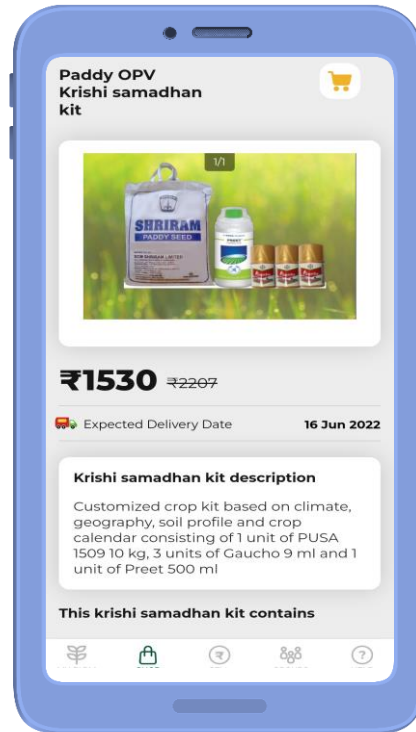 Paddy OPV
Krishi samadhan
kit
1/1
SHRIRAM
PADDY SEED
PREET
₹1530 ₹2207
Expected Delivery Date 16 Jun 2022
Krishi samadhan kit description
Customized crop kit based on climate,
geography, soil profile and crop
calendar consisting of 1 unit of PUSA
1509 10 kg, 3 units of Gaucho 9 ml and 1
unit of Preet 500 ml
This krishi samadhan kit contains